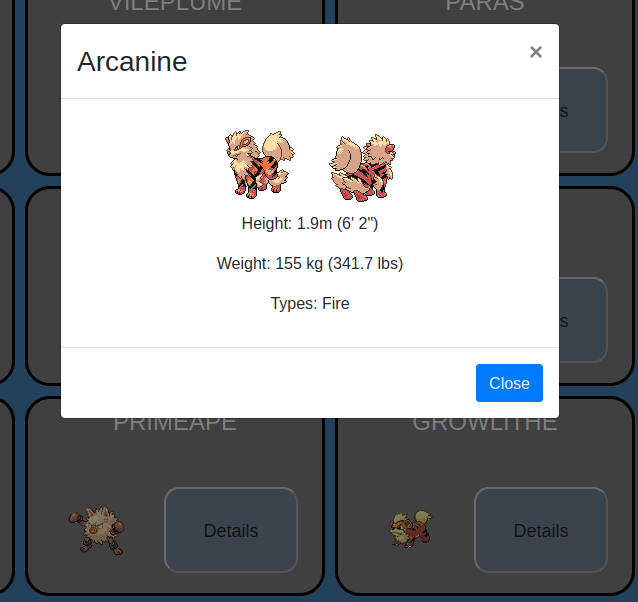 VILEPLUME
PARAS
Arcanine
×
Height: 1.9m (6' 2")
Weight: 155 kg (341.7 lbs)
Types: Fire
Close
PRIMEAPE
GROWLITHE
Details
Details